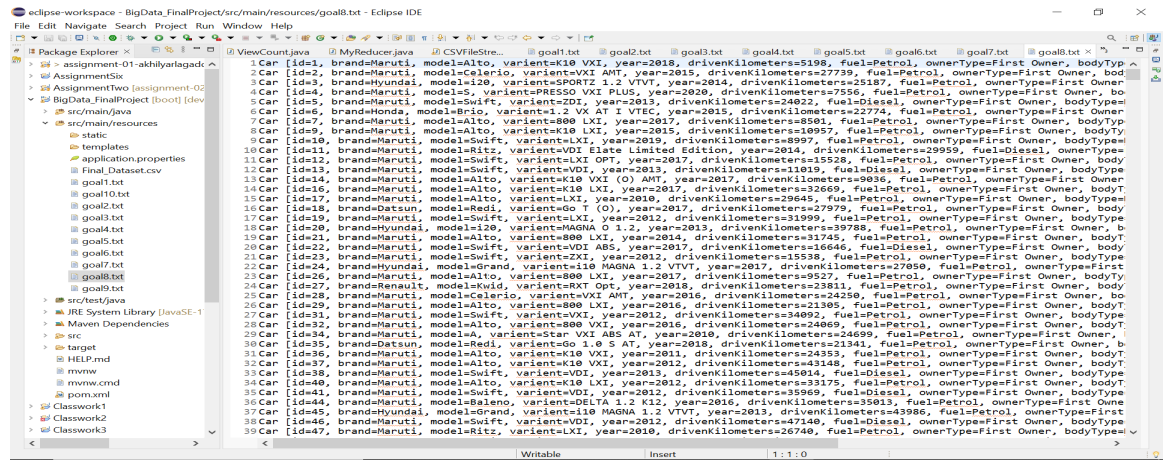 eclipse-workspace - BigData_FinalProject/src/main/resources/goal8.txt - Eclipse IDE
File Edit Navigate Search Project Run Window Help
Package Explorer
ViewCount.java MyReducer.java CSVFileStre... goal1.txt goal2.txt goal3.txt goal4.txt goal5.txt goal6.txt goal7.txt goal8.txt
> assignment-01-akhilyarlagadc
AssignmentSix
AssignmentTwo [assignment-02
BigData_FinalProject [boot] [dev
src/main/java
src/main/resources
static
templates
application.properties
Final_Dataset.csv
goal1.txt
goal10.txt
goal2.txt
goal3.txt
goal4.txt
goal5.txt
goal6.txt
goal7.txt
goal8.txt
goal9.txt
src/test/java
JRE System Library [JavaSE-1
Maven Dependencies
src
target
HELP.md
mvnw
mvnw.cmd
pom.xml
Classwork1
Classwork2
Classwork3
1 Car [id=1, brand=Maruti, model=Alto, varient=K10 VXI, year=2018, drivenKilometers=5198, fuel=Petrol, ownerType=First Owner, bodyTyp
2 Car [id=2, brand=Maruti, model=Celerio, varient=VXI AMT, year=2015, drivenKilometers=27739, fuel=Petrol, ownerType=First Owner, bod
3 Car [id=3, brand=Hyundai, model=i20, varient=SPORTZ 1.2 VTVT, year=2014, drivenKilometers=25187, fuel=Petrol, ownerType=First Owner
4 Car [id=4, brand=Maruti, model=S, varient=PRESSO VXI PLUS, year=2020, drivenKilometers=7556, fuel=Petrol, ownerType=First Owner, bo
5 Car [id=5, brand=Maruti, model=Swift, varient=ZDI, year=2013, drivenKilometers=24022, fuel=Diesel, ownerType=First Owner, bodyType=
6 Car [id=6, brand=Honda, model=Brio, varient=1.2 VX AT I VTEC, year=2015, drivenKilometers=22774, fuel=Petrol, ownerType=First Owner
7 Car [id=7, brand=Maruti, model=Alto, varient=800 LXI, year=2017, drivenKilometers=8501, fuel=Petrol, ownerType=First Owner, bodyTyp
8 Car [id=9, brand=Maruti, model=Alto, varient=K10 LXI, year=2015, drivenKilometers=10957, fuel=Petrol, ownerType=First Owner, bodyTy
9 Car [id=10, brand=Maruti, model=Swift, varient=LXI, year=2019, drivenKilometers=8997, fuel=Petrol, ownerType=First Owner, bodyType=
10 Car [id=11, brand=Maruti, model=Ritz, varient=VDI Elate Limited Edition, year=2014, drivenKilometers=29959, fuel=Diesel, ownerType=
11 Car [id=12, brand=Maruti, model=Swift, varient=LXI OPT, year=2017, drivenKilometers=15528, fuel=Petrol, ownerType=First Owner, body
12 Car [id=13, brand=Maruti, model=Swift, varient=VDI, year=2013, drivenKilometers=11019, fuel=Diesel, ownerType=First Owner, bodyType
13 Car [id=14, brand=Maruti, model=Alto, varient=K10 VXI (O) AMT, year=2017, drivenKilometers=9036, fuel=Petrol, ownerType=First Owner
14 Car [id=16, brand=Maruti, model=Alto, varient=K10 LXI, year=2017, drivenKilometers=32669, fuel=Petrol, ownerType=First Owner, bodyT
15 Car [id=17, brand=Maruti, model=Alto, varient=LXI, year=2010, drivenKilometers=29645, fuel=Petrol, ownerType=First Owner, bodyType=
16 Car [id=18, brand=Datsun, model=Redi, varient=Go T (O), year=2017, drivenKilometers=27979, fuel=Petrol, ownerType=First Owner, body
17 Car [id=19, brand=Maruti, model=Swift, varient=LXI, year=2012, drivenKilometers=31999, fuel=Petrol, ownerType=First Owner, bodyType
18 Car [id=20, brand=Hyundai, model=i20, varient=MAGNA O 1.2, year=2013, drivenKilometers=39788, fuel=Petrol, ownerType=First Owner, b
19 Car [id=21, brand=Maruti, model=Alto, varient=800 LXI, year=2014, drivenKilometers=31745, fuel=Petrol, ownerType=First Owner, bodyT
20 Car [id=22, brand=Maruti, model=Swift, varient=VDI ABS, year=2017, drivenKilometers=16646, fuel=Diesel, ownerType=First Owner, body
21 Car [id=23, brand=Maruti, model=Swift, varient=ZXI, year=2012, drivenKilometers=15538, fuel=Petrol, ownerType=First Owner, bodyType
22 Car [id=24, brand=Hyundai, model=Grand, varient=i10 MAGNA 1.2 VTVT, year=2017, drivenKilometers=27050, fuel=Petrol, ownerType=First
23 Car [id=26, brand=Maruti, model=Alto, varient=800 LXI, year=2017, drivenKilometers=9527, fuel=Petrol, ownerType=First Owner, bodyTy
24 Car [id=27, brand=Renault, model=Kwid, varient=RXT Opt, year=2018, drivenKilometers=23811, fuel=Petrol, ownerType=First Owner, body
25 Car [id=28, brand=Maruti, model=Celerio, varient=VXI AMT, year=2016, drivenKilometers=24250, fuel=Petrol, ownerType=First Owner, bo
26 Car [id=29, brand=Maruti, model=Alto, varient=800 LXI, year=2016, drivenKilometers=21305, fuel=Petrol, ownerType=First Owner, bodyT
27 Car [id=31, brand=Maruti, model=Swift, varient=VXI, year=2012, drivenKilometers=34092, fuel=Petrol, ownerType=First Owner, bodyType
28 Car [id=32, brand=Maruti, model=Alto, varient=800 VXI, year=2016, drivenKilometers=24069, fuel=Petrol, ownerType=First Owner, bodyT
29 Car [id=34, brand=Maruti, model=A, varient=Star VXI ABS AT, year=2010, drivenKilometers=24699, fuel=Petrol, ownerType=First Owner,
30 Car [id=35, brand=Datsun, model=Redi, varient=Go 1.0 S AT, year=2018, drivenKilometers=21341, fuel=Petrol, ownerType=First Owner, b
31 Car [id=36, brand=Maruti, model=Alto, varient=K10 VXI, year=2011, drivenKilometers=24353, fuel=Petrol, ownerType=First Owner, bodyT
32 Car [id=37, brand=Maruti, model=Alto, varient=K10 VXI, year=2012, drivenKilometers=43148, fuel=Petrol, ownerType=First Owner, bodyT
33 Car [id=38, brand=Maruti, model=Swift, varient=VDI, year=2013, drivenKilometers=45014, fuel=Diesel, ownerType=First Owner, bodyType
34 Car [id=40, brand=Maruti, model=Alto, varient=K10 LXI, year=2012, drivenKilometers=33175, fuel=Petrol, ownerType=First Owner, bodyT
35 Car [id=41, brand=Maruti, model=Swift, varient=VDI, year=2012, drivenKilometers=35969, fuel=Diesel, ownerType=First Owner, bodyType
36 Car [id=44, brand=Maruti, model=Baleno, varient=DELTA 1.2 K12, year=2016, drivenKilometers=35013, fuel=Petrol, ownerType=First Owne
37 Car [id=45, brand=Hyundai, model=Grand, varient=i10 MAGNA 1.2 VTVT, year=2013, drivenKilometers=43986, fuel=Petrol, ownerType=First
38 Car [id=46, brand=Maruti, model=Swift, varient=VDI, year=2012, drivenKilometers=47140, fuel=Diesel, ownerType=First Owner, bodyType
39 Car [id=47, brand=Maruti, model=Ritz, varient=LXI, year=2010, drivenKilometers=26740, fuel=Petrol, ownerType=First Owner, bodyType=
Writable Insert 1 : 1 : 0